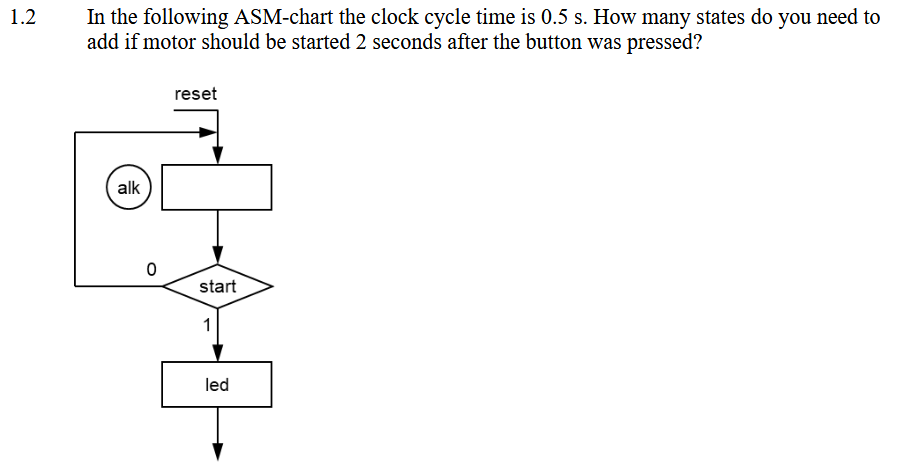 1.2 In the following ASM-chart the clock cycle time is 0.5 s. How many states do you need to
add if motor should be started 2 seconds after the button was pressed?
reset
alk
0
start
1
led